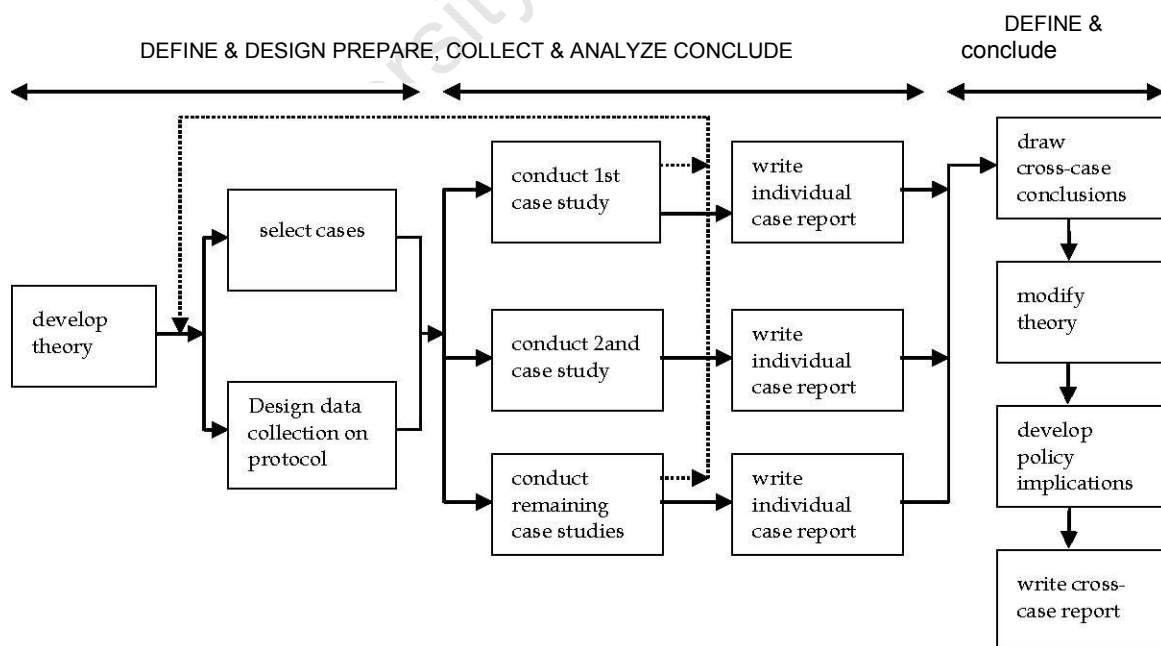 DEFINE &
DEFINE & DESIGN PREPARE, COLLECT & ANALYZE CONCLUDE
conclude
develop
theory
select cases
Design data
collection on
protocol
conduct 1st
case study
conduct 2and
case study
conduct
remaining
case studies
write
individual
case report
write
individual
case report
write
individual
case report
draw
cross-case
conclusions
modify
theory
develop
policy
implications
write cross-
case report